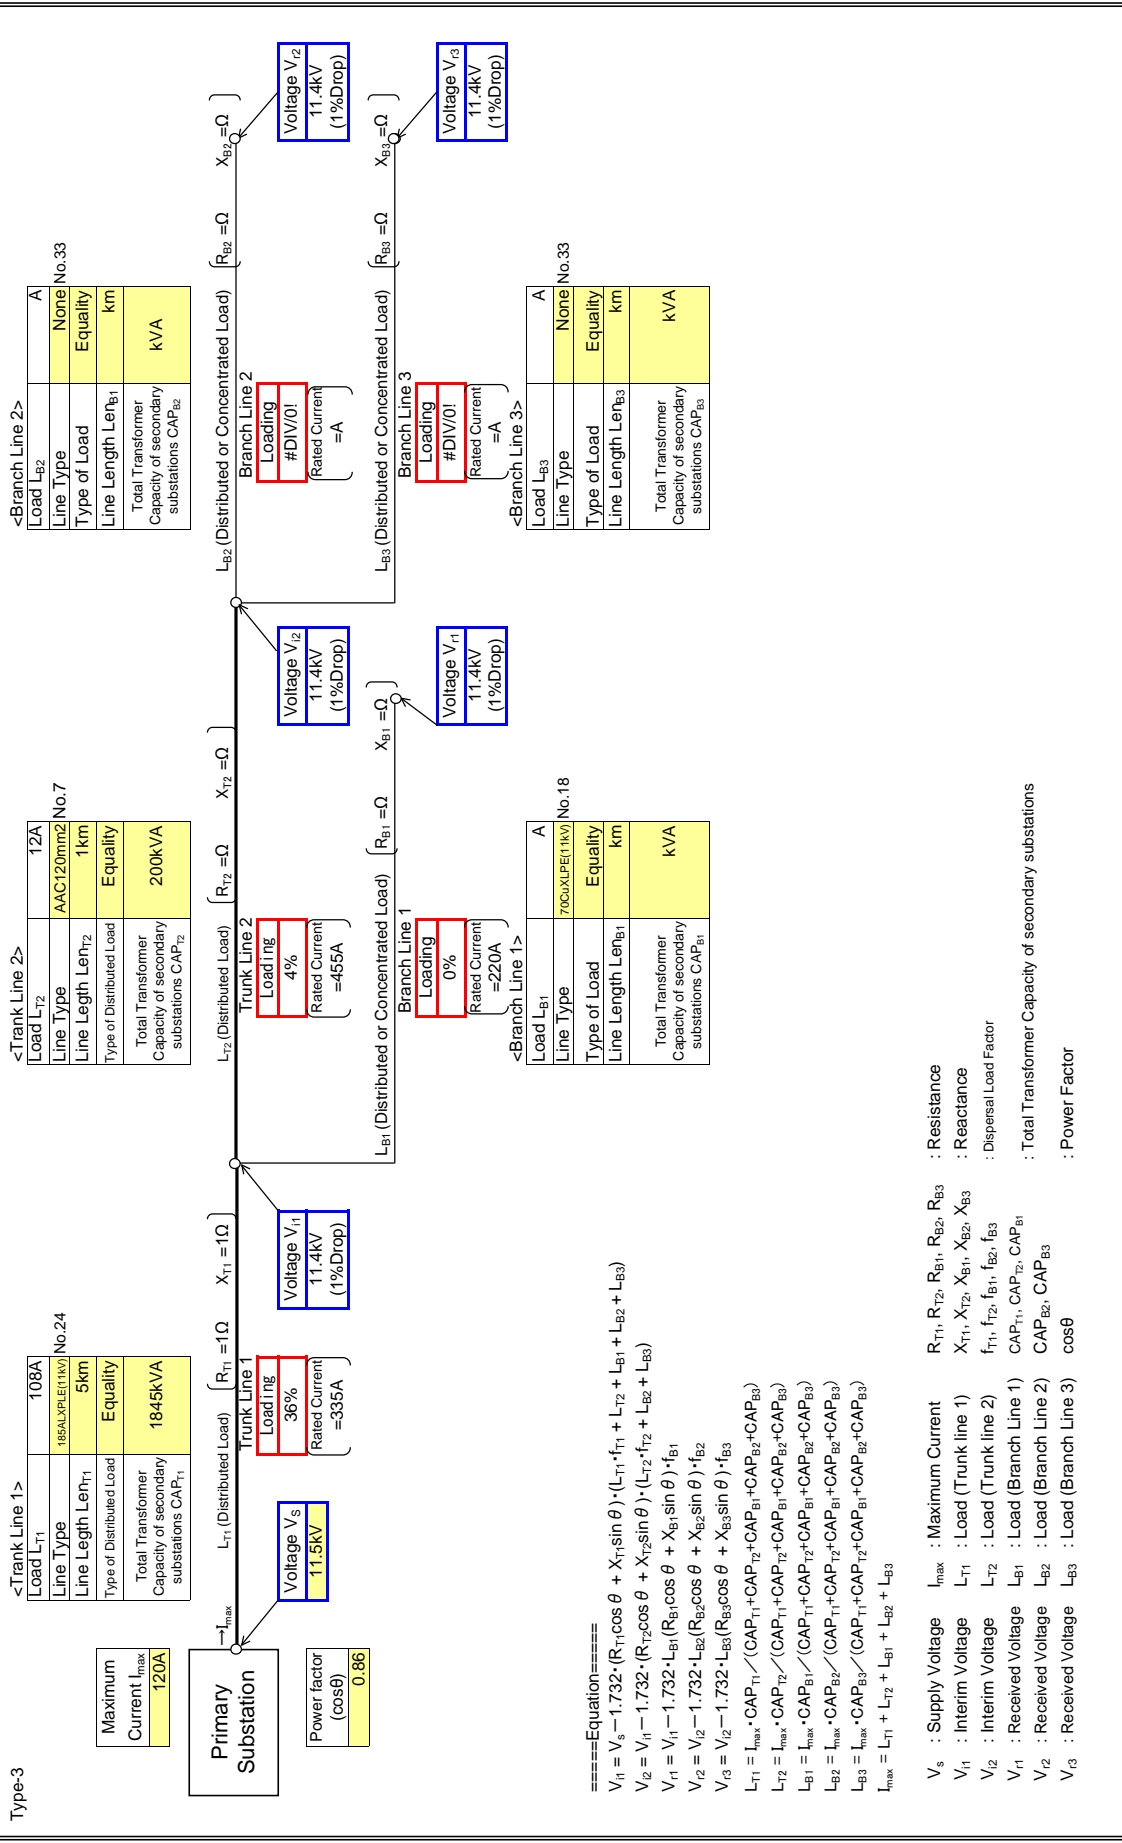 Type-3
Maximum
Current Imax
120A
Primary
Substation
→Imax
Power factor
(cosθ)
0.86
Voltage Vs
11.5kV
<Trank Line 1>
Load LT1 108A
Line Type 185ALXPLE(11kV) No.24
Line Legth LenT1 5km
Type of Distributed Load Equality
Total Transformer
Capacity of secondary
substations CAPT1
1845kVA
LT1 (Distributed Load) RT1 =1Ω XT1 =1Ω
Trunk Line 1
Loading
36%
Rated Current
=335A
Voltage Vi1
11.4kV
(1%Drop)
<Trank Line 2>
Load LT2 12A
Line Type AAC120mm2 No.7
Line Legth LenT2 1km
Type of Distributed Load Equality
Total Transformer
Capacity of secondary
substations CAPT2
200kVA
LT2 (Distributed Load) RT2 =Ω XT2 =Ω
Trunk Line 2
Loading
4%
Rated Current
=455A
Voltage Vi2
11.4kV
(1%Drop)
LB1 (Distributed or Concentrated Load) RB1 =Ω XB1 =Ω
Branch Line 1
Loading
0%
Rated Current
=220A
Voltage Vr1
11.4kV
(1%Drop)
<Branch Line 1>
Load LB1 A
Line Type 70CuXLPE(11kV) No.18
Type of Load Equality
Line Length LenB1 km
Total Transformer
Capacity of secondary
substations CAPB1
kVA
<Branch Line 2>
Load LB2 A
Line Type None No.33
Type of Load Equality
Line Length LenB1 km
Total Transformer
Capacity of secondary
substations CAPB2
kVA
LB2 (Distributed or Concentrated Load) RB2 =Ω XB2 =Ω
Branch Line 2
Loading
#DIV/0!
Rated Current
=A
Voltage Vr2
11.4kV
(1%Drop)
LB3 (Distributed or Concentrated Load) RB3 =Ω XB3 =Ω
Branch Line 3
Loading
#DIV/0!
Rated Current
=A
Voltage Vr3
11.4kV
(1%Drop)
<Branch Line 3>
Load LB3 A
Line Type None No.33
Type of Load Equality
Line Length LenB3 km
Total Transformer
Capacity of secondary
substations CAPB3
kVA
=====Equation=====
Vi1 = Vs－1.732・(RT1cosθ + XT1sinθ)・(LT1・fT1 + LT2 + LB1 + LB2 + LB3)
Vi2 = Vi1－1.732・(RT2cosθ + XT2sinθ)・(LT2・fT2 + LB2 + LB3)
Vr1 = Vi1－1.732・LB1(RB1cosθ + XB1sinθ)・fB1
Vr2 = Vi2－1.732・LB2(RB2cosθ + XB2sinθ)・fB2
Vr3 = Vi2－1.732・LB3(RB3cosθ + XB3sinθ)・fB3
LT1 = Imax・CAPT1／(CAPT1+CAPT2+CAPB1+CAPB2+CAPB3)
LT2 = Imax・CAPT2／(CAPT1+CAPT2+CAPB1+CAPB2+CAPB3)
LB1 = Imax・CAPB1／(CAPT1+CAPT2+CAPB1+CAPB2+CAPB3)
LB2 = Imax・CAPB2／(CAPT1+CAPT2+CAPB1+CAPB2+CAPB3)
LB3 = Imax・CAPB3／(CAPT1+CAPT2+CAPB1+CAPB2+CAPB3)
Imax = LT1 + LT2 + LB1 + LB2 + LB3
Vs : Supply Voltage Imax : Maximum Current RT1, RT2, RB1, RB2, RB3 : Resistance
Vi1 : Interim Voltage LT1 : Load (Trunk line 1) XT1, XT2, XB1, XB2, XB3 : Reactance
Vi2 : Interim Voltage LT2 : Load (Trunk line 2) fT1, fT2, fB1, fB2, fB3 : Dispersal Load Factor
Vr1 : Received Voltage LB1 : Load (Branch Line 1) CAPT1, CAPT2, CAPB1 : Total Transformer Capacity of secondary substations
Vr2 : Received Voltage LB2 : Load (Branch Line 2) CAPB2, CAPB3
Vr3 : Received Voltage LB3 : Load (Branch Line 3) cosθ : Power Factor